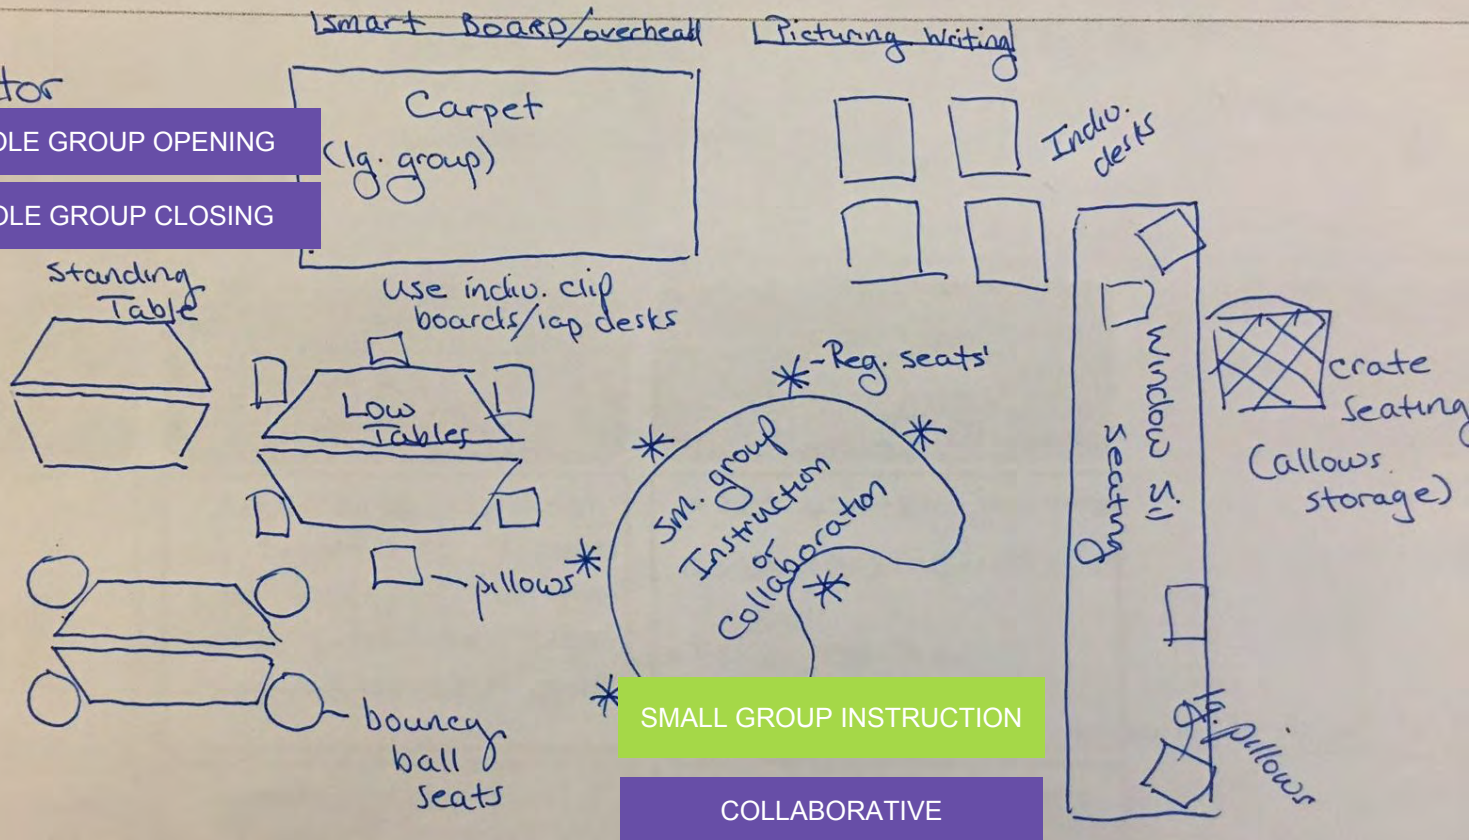 Smart Board/overhead
Picturing Writing
tor
Carpet
(lg. group)
OLE GROUP OPENING
OLE GROUP CLOSING
Indiv.
desks
Standing
Table
use indiv. clip
boards/lap desks
Low
Tables
Reg. seats
sm. group
Instruction
or
Collaboration
Window Sil
Seating
crate
Seating
(allows
storage)
pillows
bouncy
ball
seats
lg. pillows
SMALL GROUP INSTRUCTION
COLLABORATIVE